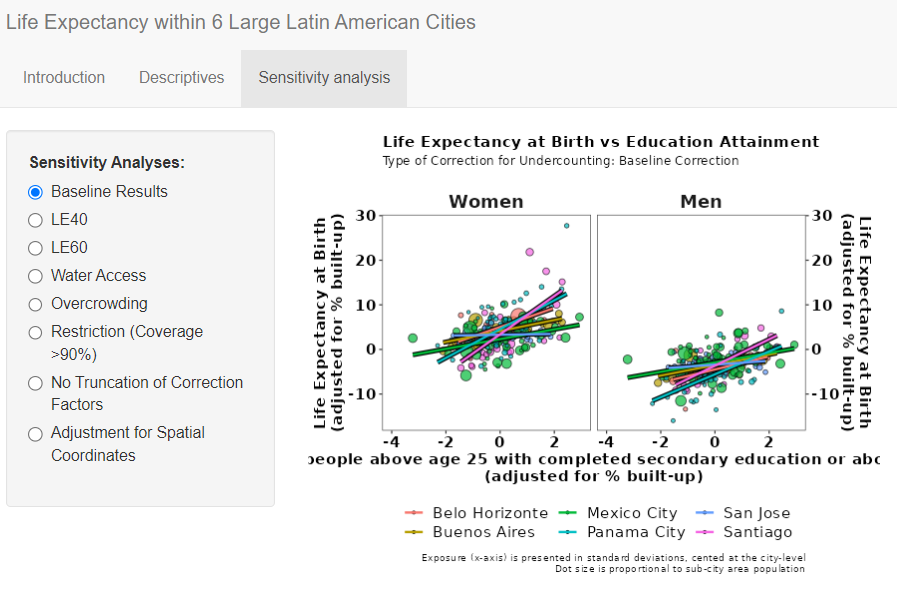 Life Expectancy within 6 Large Latin American Cities
Introduction Descriptives Sensitivity analysis
Sensitivity Analyses:
Baseline Results
LE40
LE60
Water Access
Overcrowding
Restriction (Coverage
>90%)
No Truncation of Correction
Factors
Adjustment for Spatial
Coordinates
Life Expectancy at Birth vs Education Attainment
Type of Correction for Undercounting: Baseline Correction
Women Men
Life Expectancy at Birth
(adjusted for % built-up)
30
20
10
0
-10
-4 -2 0 2
-4 -2 0 2
30
20
10
0
-10
Life Expectancy at Birth
(adjusted for % built-up)
people above age 25 with completed secondary education or abo
(adjusted for % built-up)
Belo Horizonte Mexico City San Jose
Buenos Aires Panama City Santiago
Exposure (x-axis) is presented in standard deviations, cented at the city-level
Dot size is proportional to sub-city area population